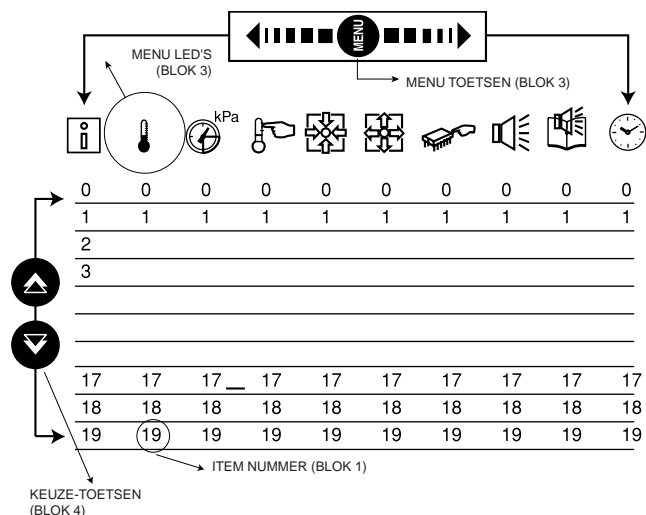 MENU
MENU LED'S
(BLOK 3)
MENU TOETSEN (BLOK 3)
i
kPa
0 0 0 0 0 0 0 0 0 0
1 1 1 1 1 1 1 1 1 1
2
3
17 17 17 _ 17 17 17 17 17 17 17
18 18 18 18 18 18 18 18 18 18
19 19 19 19 19 19 19 19 19 19
ITEM NUMMER (BLOK 1)
KEUZE-TOETSEN
(BLOK 4)